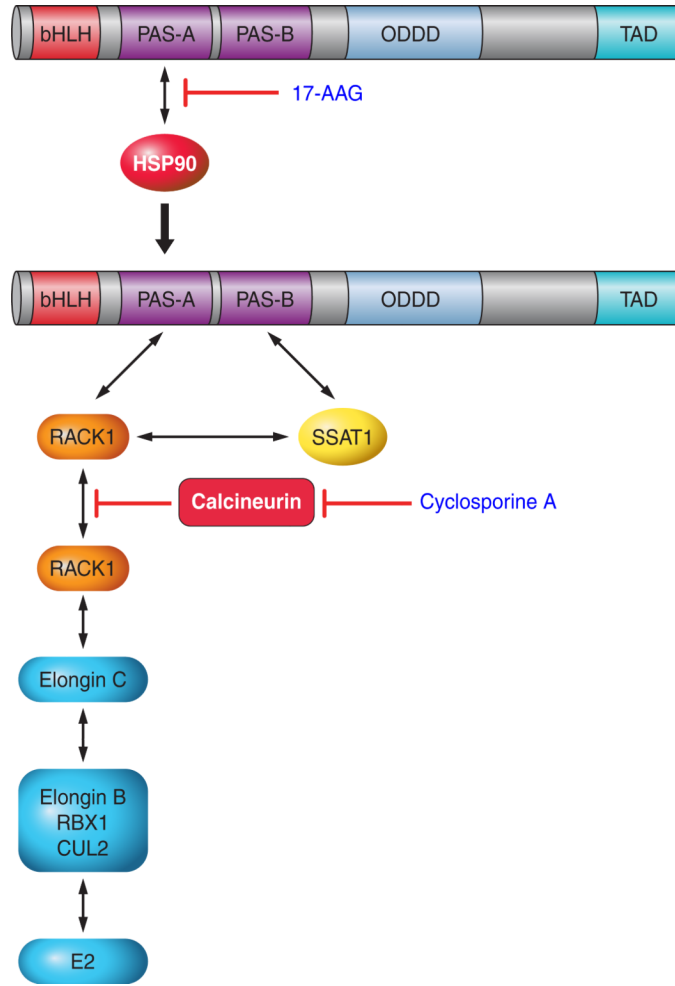 bHLH PAS-A PAS-B ODDD TAD
17-AAG
HSP90
bHLH PAS-A PAS-B ODDD TAD
RACK1 SSAT1
Calcineurin Cyclosporine A
RACK1
Elongin C
Elongin B
RBX1
CUL2
E2